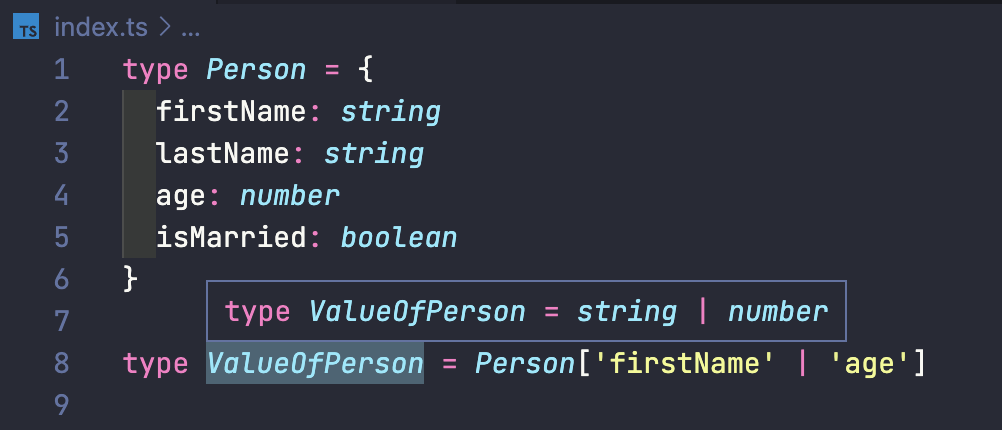 TS index.ts > ...
1 type Person = {
2 firstName: string
3 lastName: string
4 age: number
5 isMarried: boolean
6 }
7 type ValueOfPerson = string | number
8 type ValueOfPerson = Person['firstName' | 'age']
9